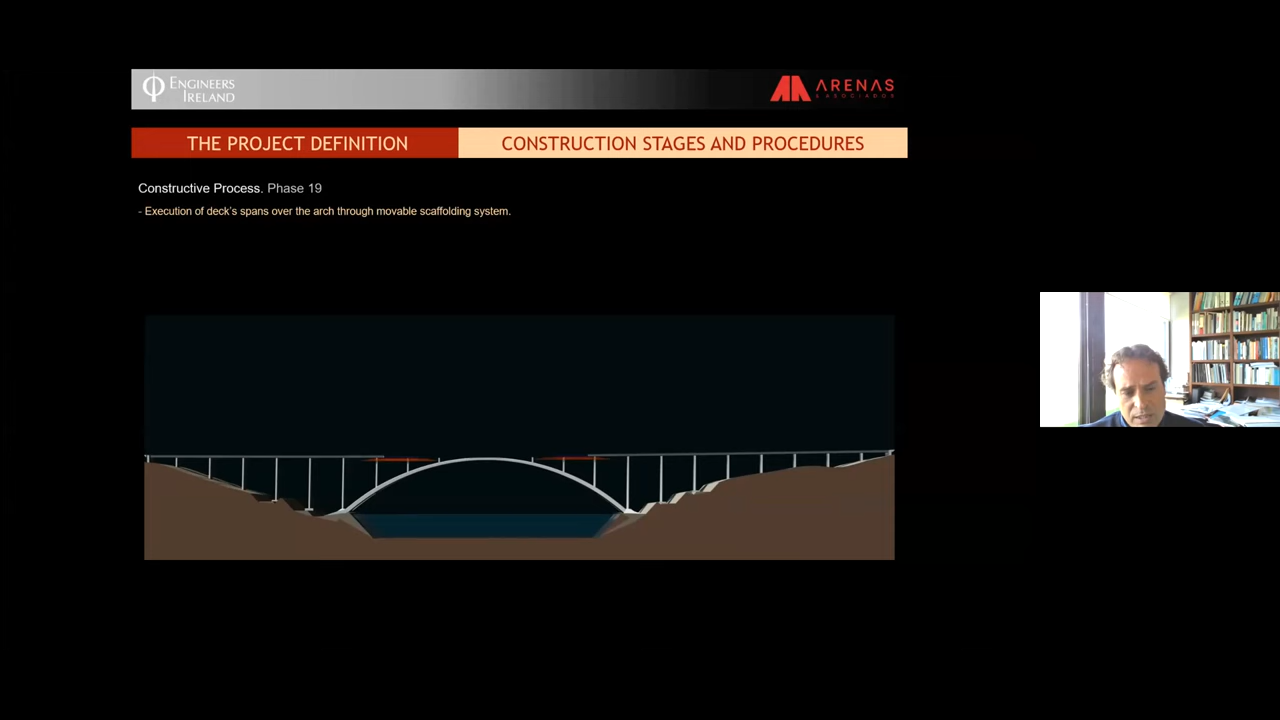 ENGINEERS
IRELAND
ARENAS
& ASOCIADOS
THE PROJECT DEFINITION
CONSTRUCTION STAGES AND PROCEDURES
Constructive Process. Phase 19
- Execution of deck's spans over the arch through movable scaffolding system.